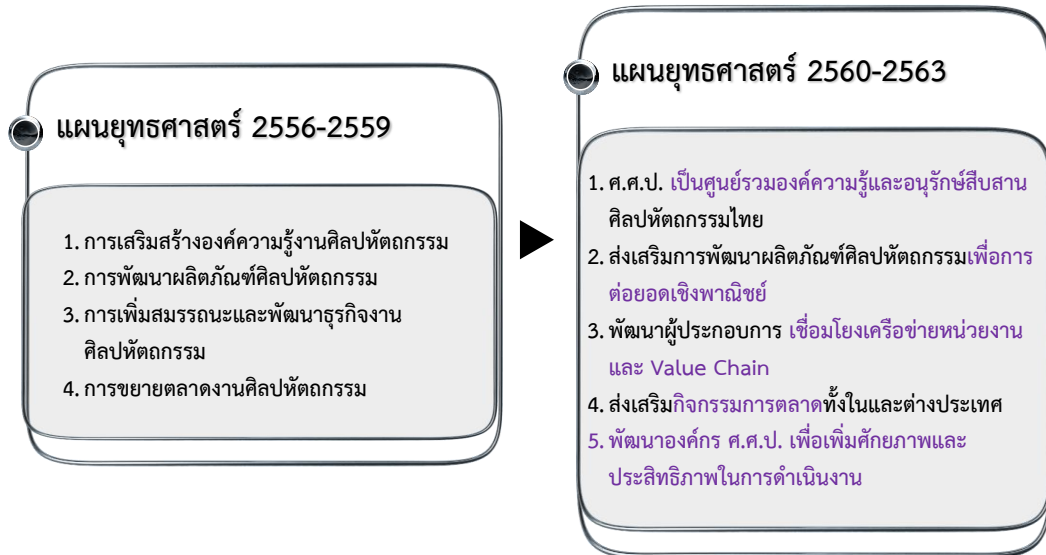 แผนยุทธศาสตร์ 2556-2559
1. การเสริมสร้างองค์ความรู้งานศิลปหัตถกรรม
2. การพัฒนาผลิตภัณฑ์ศิลปหัตถกรรม
3. การเพิ่มสมรรถนะและพัฒนาธุรกิจงาน
ศิลปหัตถกรรม
4. การขยายตลาดงานศิลปหัตถกรรม
แผนยุทธศาสตร์ 2560-2563
1. ศ.ศ.ป. เป็นศูนย์รวมองค์ความรู้และอนุรักษ์สืบสาน
ศิลปหัตถกรรมไทย
2. ส่งเสริมการพัฒนาผลิตภัณฑ์ศิลปหัตถกรรมเพื่อการ
ต่อยอดเชิงพาณิชย์
3. พัฒนาผู้ประกอบการ เชื่อมโยงเครือข่ายหน่วยงาน
และ Value Chain
4. ส่งเสริมกิจกรรมการตลาดทั้งในและต่างประเทศ
5. พัฒนาองค์กร ศ.ศ.ป. เพื่อเพิ่มศักยภาพและ
ประสิทธิภาพในการดำเนินงาน